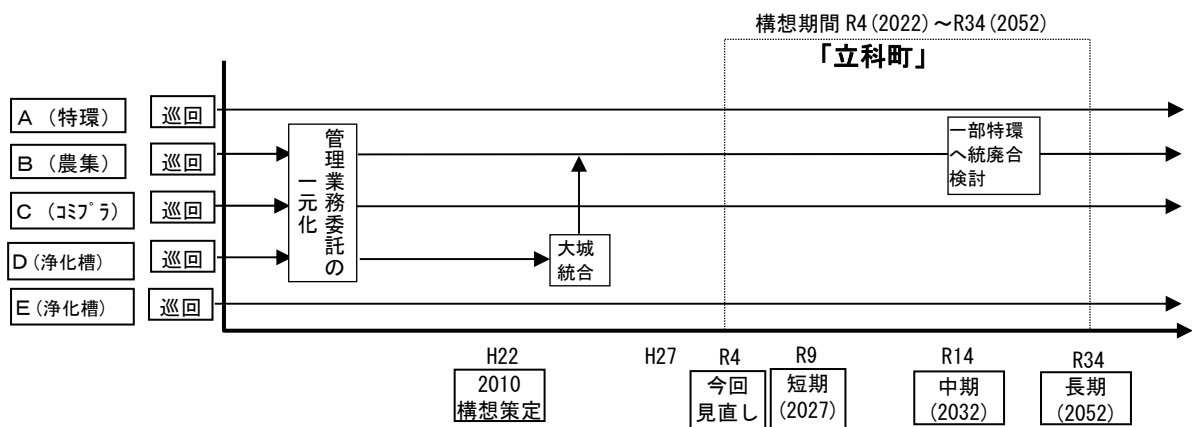 構想期間 R4(2022)～R34(2052)
「立科町」
A (特環)
巡回
B (農集)
巡回
C (ｺﾐﾌﾟﾗ)
巡回
D(浄化槽)
巡回
E(浄化槽)
巡回
管理業務委託の
一元化
大城
統合
一部特環
へ統廃合
検討
H22
2010
構想策定
H27
R4
今回
見直し
R9
短期
(2027)
R14
中期
(2032)
R34
長期
(2052)